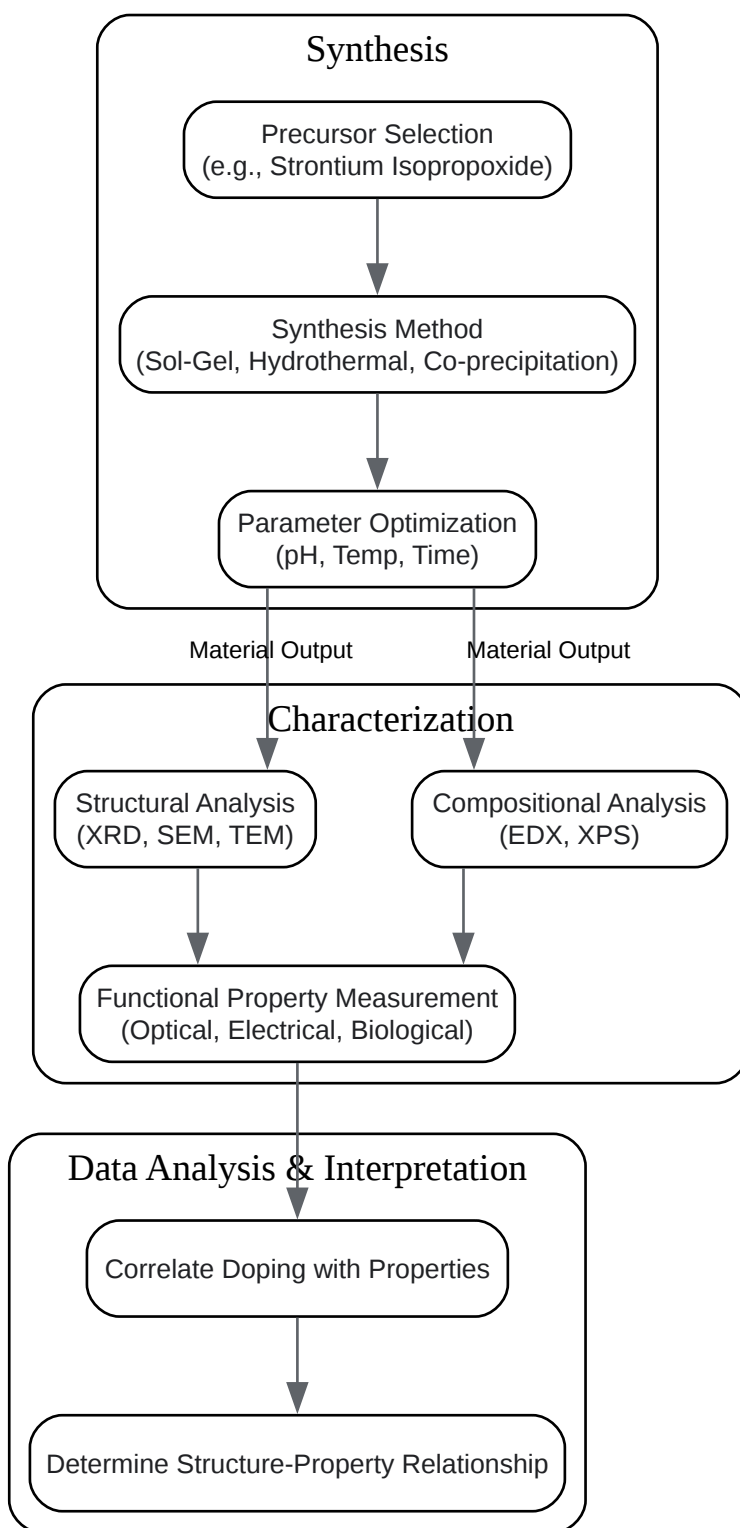 Synthesis
Precursor Selection
(e.g., Strontium Isopropoxide)
Synthesis Method
(Sol-Gel, Hydrothermal, Co-precipitation)
Parameter Optimization
(pH, Temp, Time)
Material Output
Material Output
Characterization
Structural Analysis
(XRD, SEM, TEM)
Compositional Analysis
(EDX, XPS)
Functional Property Measurement
(Optical, Electrical, Biological)
Data Analysis & Interpretation
Correlate Doping with Properties
Determine Structure-Property Relationship